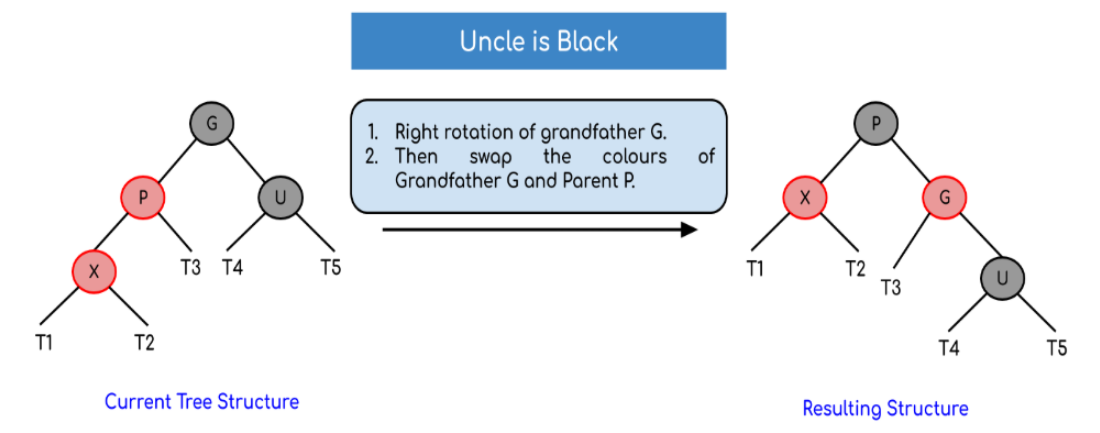 Uncle is Black
1. Right rotation of grandfather G.
2. Then swap the colours of
Grandfather G and Parent P.
G
P
U
X
T3
T4
T5
T1
T2
Current Tree Structure
P
X
G
T1
T2
T3
U
T4
T5
Resulting Structure